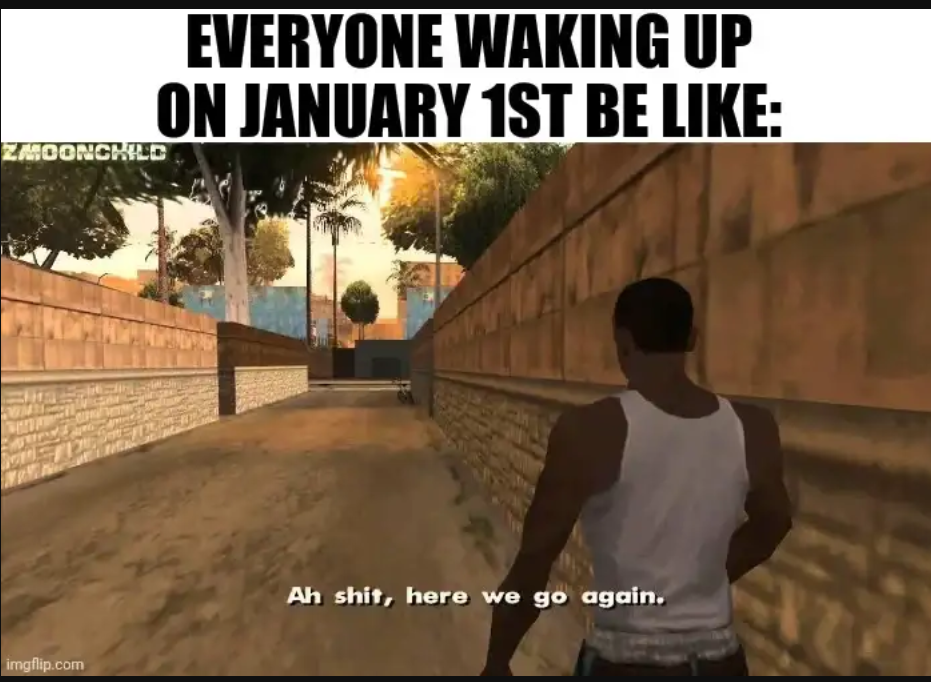 EVERYONE WAKING UP
ON JANUARY 1ST BE LIKE:
ZMOONCHILD
Ah shit, here we go again.
imgflip.com